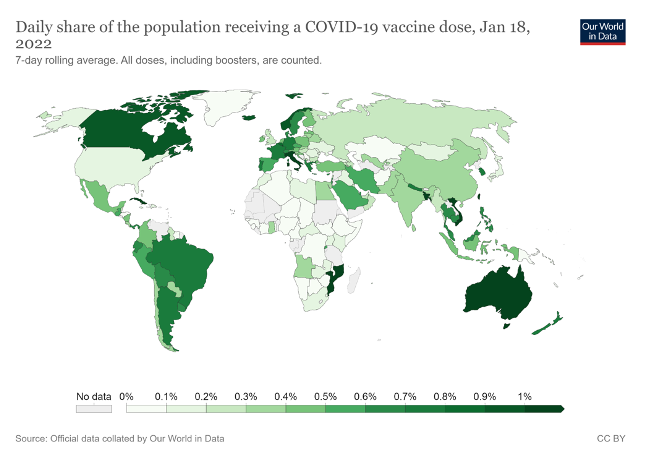 Daily share of the population receiving a COVID-19 vaccine dose, Jan 18,
2022
Our World
in Data
7-day rolling average. All doses, including boosters, are counted.
No data 0% 0.1% 0.2% 0.3% 0.4% 0.5% 0.6% 0.7% 0.8% 0.9% 1%
Source: Official data collated by Our World in Data
CC BY